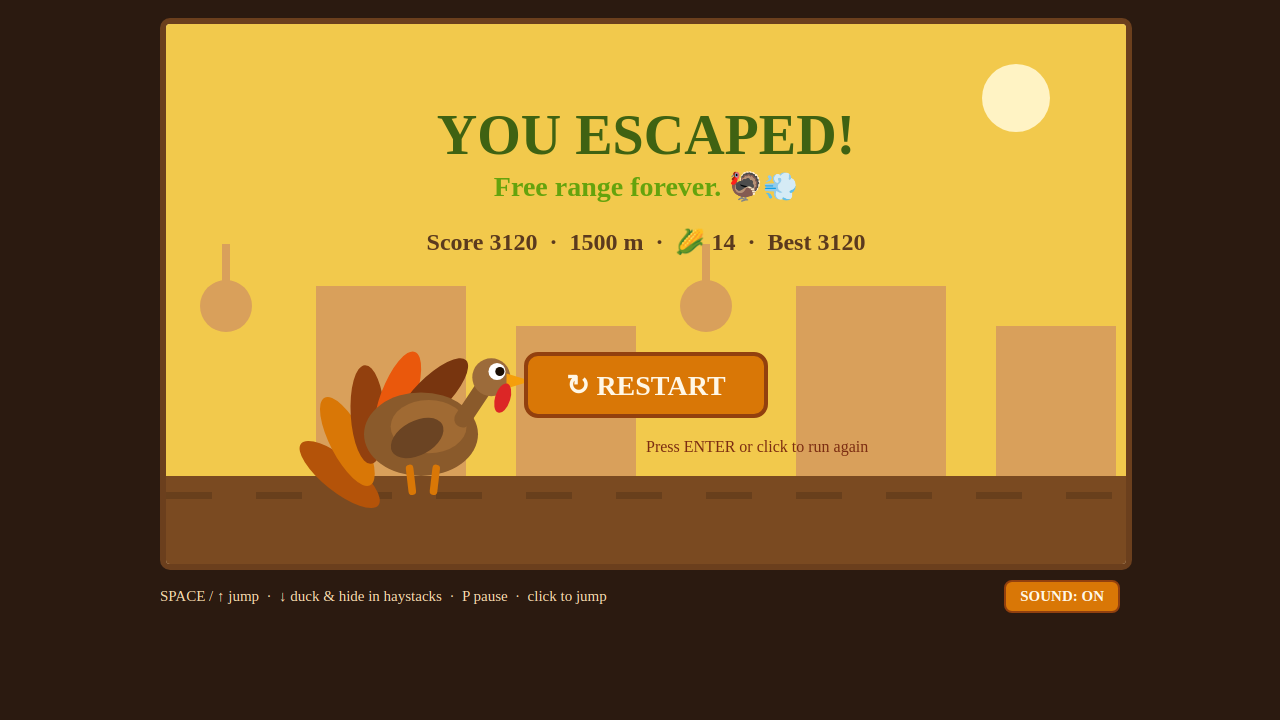 YOU ESCAPED!
Free range forever. 🦃💨
Score 3120 · 1500 m · 🌽 14 · Best 3120
↻ RESTART
Press ENTER or click to run again
SPACE / ↑ jump · ↓ duck & hide in haystacks · P pause · click to jump
SOUND: ON